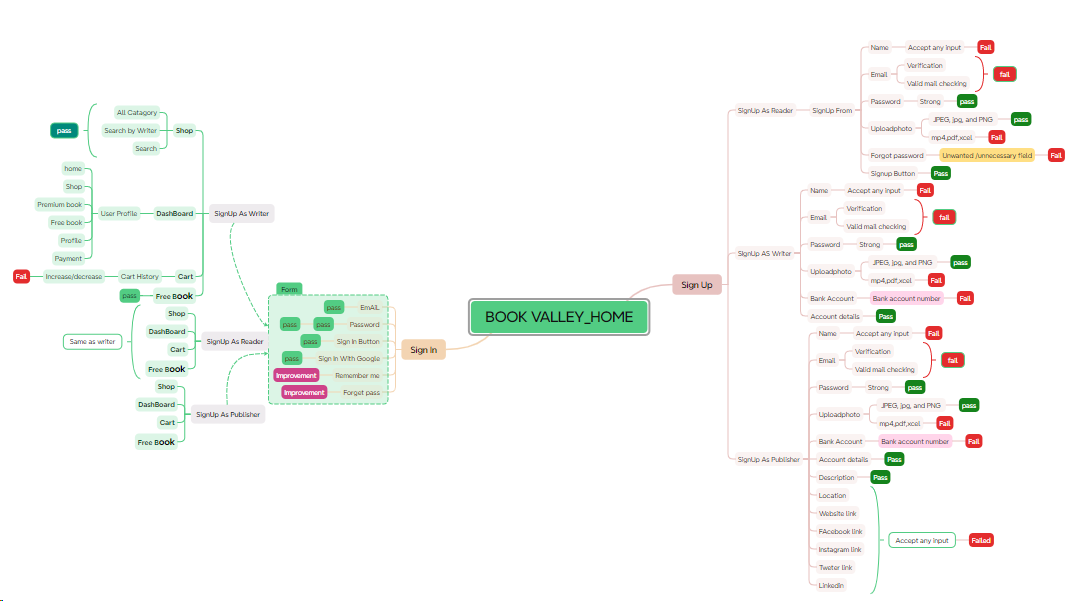 BOOK VALLEY_HOME
Sign Up
SignUp As Reader
SignUp From
Name
Accept any input
Fail
Email
Verification
Valid mail checking
fail
Password
Strong
pass
Uploadphoto
JPEG, jpg, and PNG
pass
mp4,pdf,xcel
Fail
Forgot password
Unwanted /unnecessary field
Fail
Signup Button
Pass
SignUp AS Writer
Name
Accept any input
Fail
Email
Verification
Valid mail checking
fail
Password
Strong
pass
Uploadphoto
JPEG, jpg, and PNG
pass
mp4,pdf,xcel
Fail
Bank Account
Bank account number
Fail
Account details
Pass
SignUp As Publisher
Name
Accept any input
Fail
Email
Verification
Valid mail checking
fail
Password
Strong
pass
Uploadphoto
JPEG, jpg, and PNG
pass
mp4,pdf,xcel
Fail
Bank Account
Bank account number
Fail
Account details
Pass
Description
Pass
Location
Website link
FAcebook link
Instagram link
Tweter link
Linkedin
Accept any input
Failed
Sign In
Form
EmAIL
pass
Password
pass
pass
Sign In Button
pass
Sign In With Google
pass
Remember me
Improvement
Forget pass
Improvement
SignUp As Writer
Shop
All Catagory
Search by Writer
Search
pass
DashBoard
User Profile
home
Shop
Premium book
Free book
Profile
Payment
Cart
Cart History
Increase/decrease
Fail
Free BOOK
pass
SignUp As Reader
Shop
DashBoard
Cart
Free BOOK
Same as writer
SignUp As Publisher
Shop
DashBoard
Cart
Free BOOK